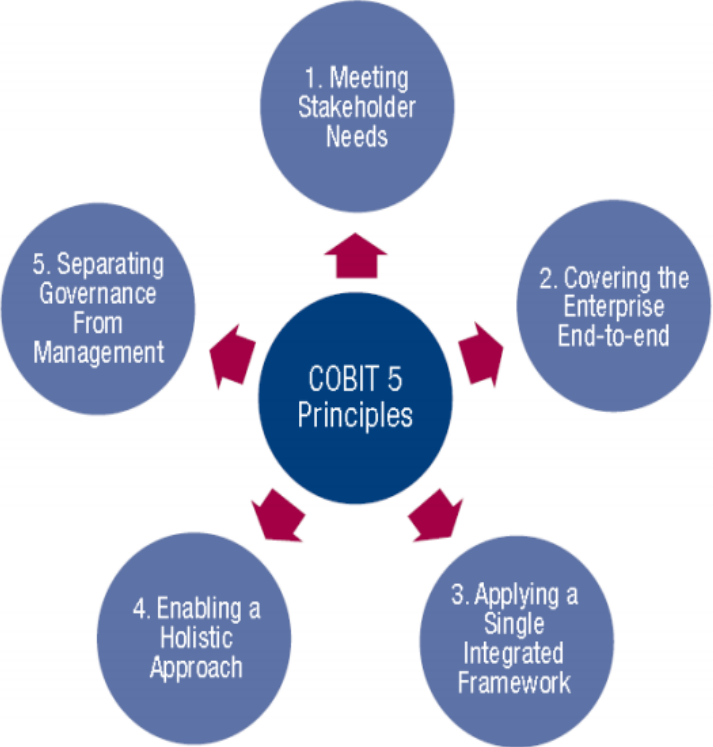 1. Meeting
Stakeholder
Needs
2. Covering the
Enterprise
End-to-end
3. Applying a
Single
Integrated
Framework
4. Enabling a
Holistic
Approach
5. Separating
Governance
From
Management
COBIT 5
Principles